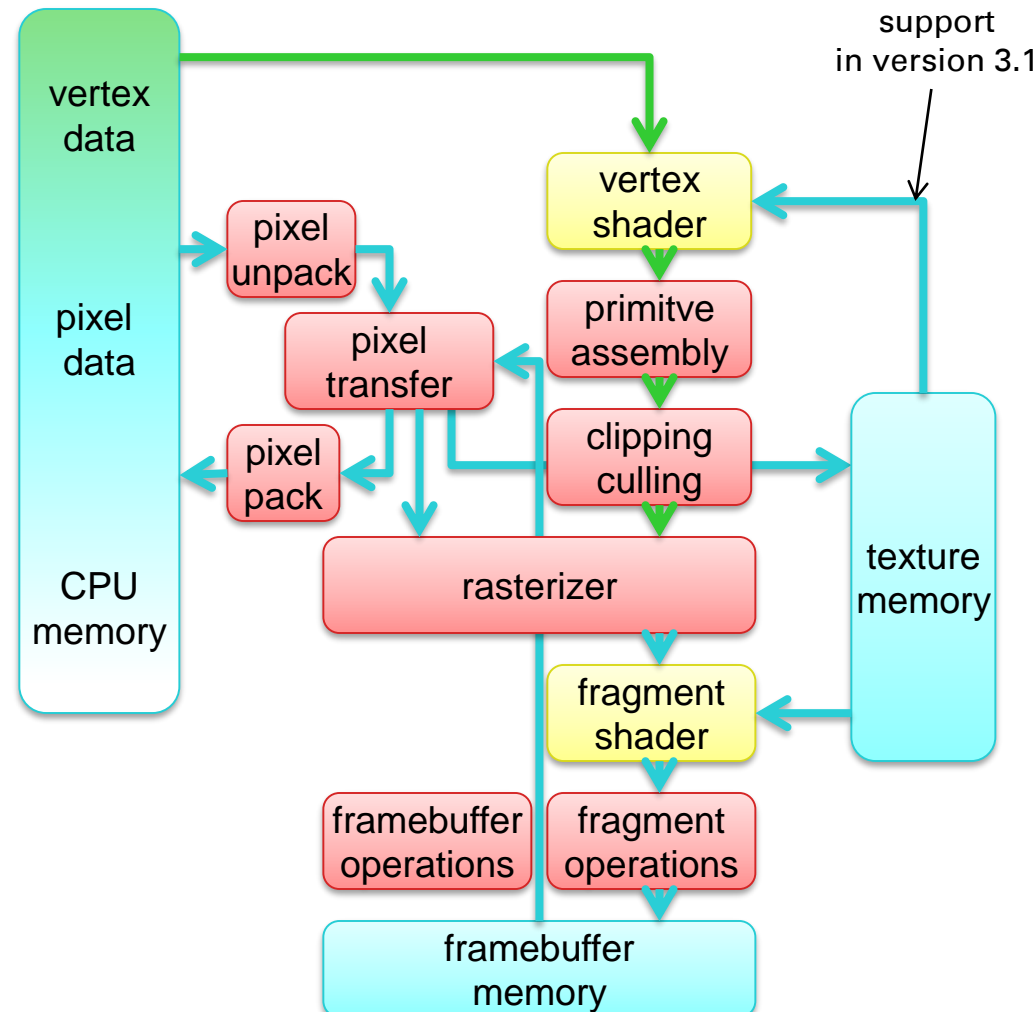 support
in version 3.1
vertex
data
vertex
shader
pixel
unpack
primitve
assembly
pixel
data
pixel
transfer
clipping
culling
pixel
pack
texture
memory
CPU
memory
rasterizer
fragment
shader
framebuffer
operations
fragment
operations
framebuffer
memory